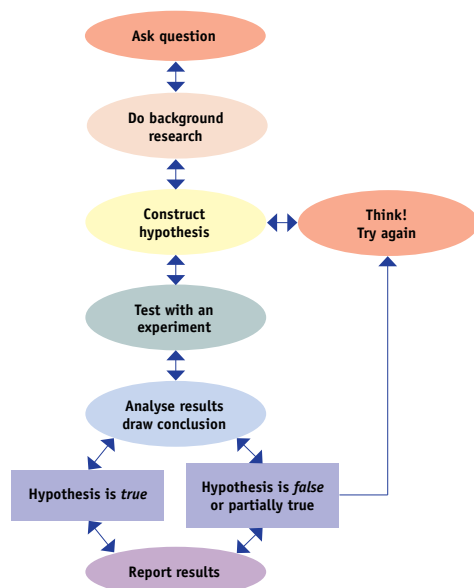 Ask question
Do background
research
Construct
hypothesis
Think!
Try again
Test with an
experiment
Analyse results
draw conclusion
Hypothesis is true
Hypothesis is false
or partially true
Report results